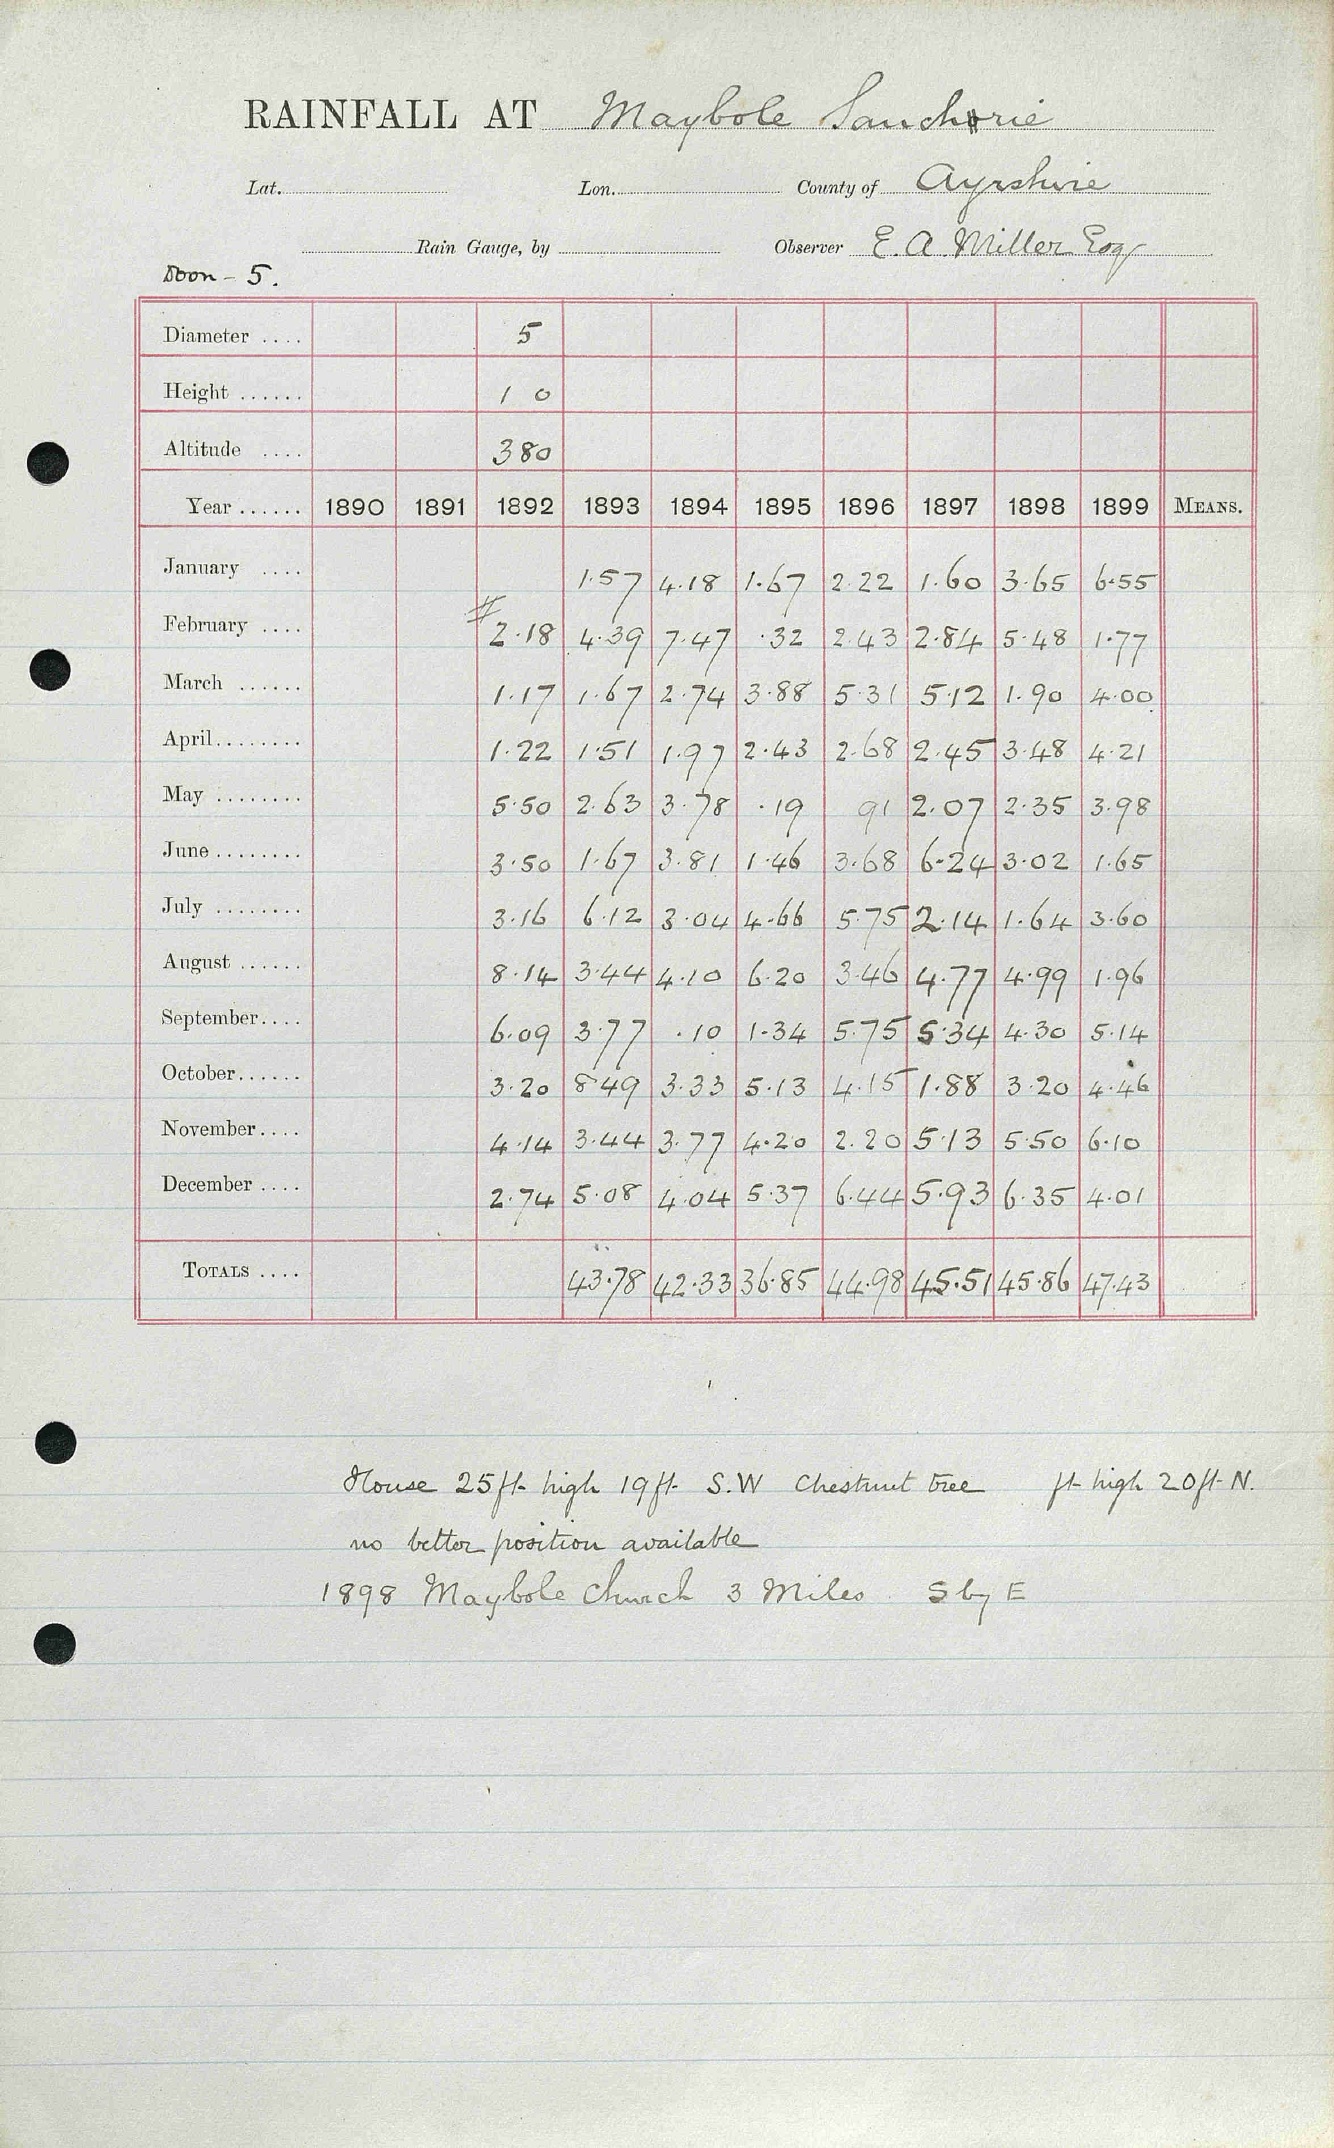 RAINFALL AT Maybole
Lat. Lon. County of Ayrshire
Rain Gauge, by Observer E. A. Miller Esq
Doon - 5.
Diameter .... 5
Height ...... 1 0
Altitude .... 380
Year ...... 1890 1891 1892 1893 1894 1895 1896 1897 1898 1899 MEANS.
January .... 1.57 4.18 1.67 2.22 1.60 3.65 6.55
February .... # 2.18 4.39 7.47 .32 2.43 2.84 5.48 1.77
March ...... 1.17 1.67 2.74 3.88 5.31 5.12 1.90 4.00
April ........ 1.22 1.51 1.97 2.43 2.68 2.45 3.48 4.21
May ........ 5.50 2.63 3.78 .19 91 2.07 2.35 3.98
June ........ 3.50 1.67 3.81 1.46 3.68 6.24 3.02 1.65
July ........ 3.16 6.12 3.04 4.66 5.75 2.14 1.64 3.60
August ...... 8.14 3.44 4.10 6.20 3.46 4.77 4.99 1.96
September .... 6.09 3.77 .10 1.34 5.75 5.34 4.30 5.14
October ...... 3.20 8.49 3.33 5.13 4.15 1.88 3.20 4.46
November .... 4.14 3.44 3.77 4.20 2.20 5.13 5.50 6.10
December .... 2.74 5.08 4.04 5.37 6.44 5.93 6.35 4.01
TOTALS .... 43.78 42.33 36.85 44.98 45.51 45.86 47.43
House 25ft high 19ft S.W Chestnut tree ft high 20ft N.
no better position available
1898 Maybole Church 3 Miles S by E